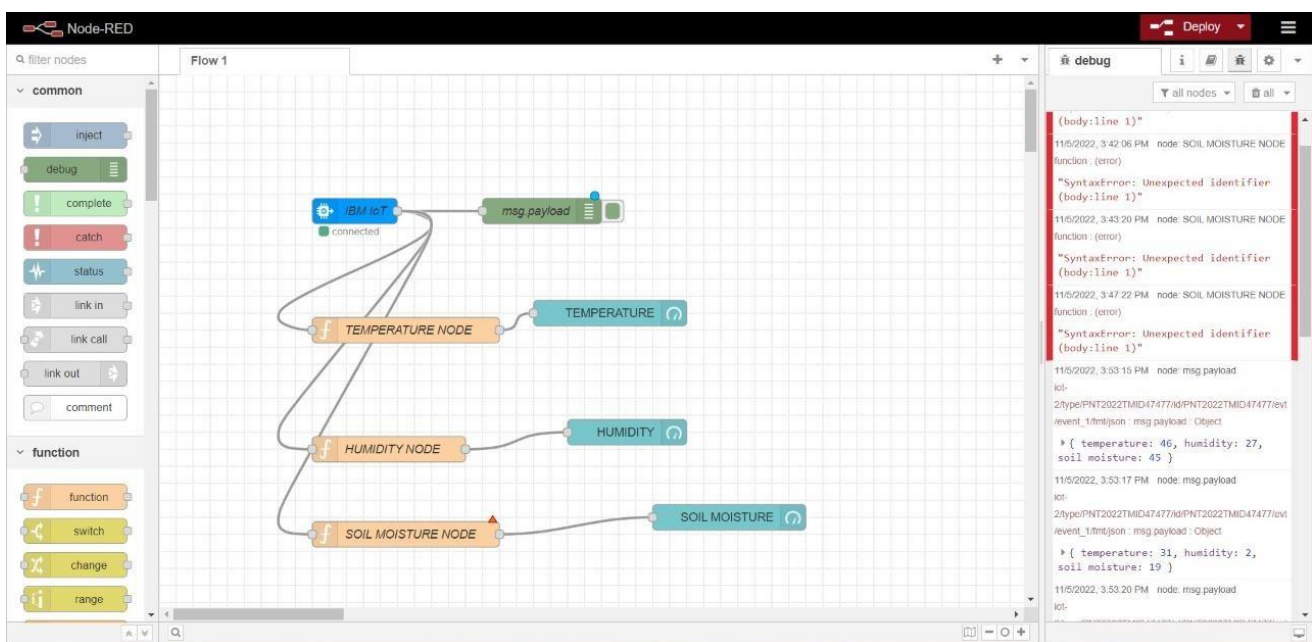 Node-RED
Deploy
filter nodes
common
inject
debug
complete
catch
status
link in
link call
link out
comment
function
function
switch
change
range
Flow 1
IBM IoT
connected
msg.payload
TEMPERATURE NODE
TEMPERATURE
HUMIDITY NODE
HUMIDITY
SOIL MOISTURE NODE
SOIL MOISTURE
debug
i
all nodes
all
(body:line 1)"
11/5/2022, 3:42:06 PM node: SOIL MOISTURE NODE
function : (error)
"SyntaxError: Unexpected identifier
(body:line 1)"
11/5/2022, 3:43:20 PM node: SOIL MOISTURE NODE
function : (error)
"SyntaxError: Unexpected identifier
(body:line 1)"
11/5/2022, 3:47:22 PM node: SOIL MOISTURE NODE
function : (error)
"SyntaxError: Unexpected identifier
(body:line 1)"
11/5/2022, 3:53:15 PM node: msg.payload
iot-
2/type/PNT2022TMID47477/id/PNT2022TMID47477/evt
/event_1/fmt/json : msg.payload : Object
{ temperature: 46, humidity: 27,
soil moisture: 45 }
11/5/2022, 3:53:17 PM node: msg.payload
iot-
2/type/PNT2022TMID47477/id/PNT2022TMID47477/evt
/event_1/fmt/json : msg.payload : Object
{ temperature: 31, humidity: 2,
soil moisture: 19 }
11/5/2022, 3:53:20 PM node: msg.payload
iot-